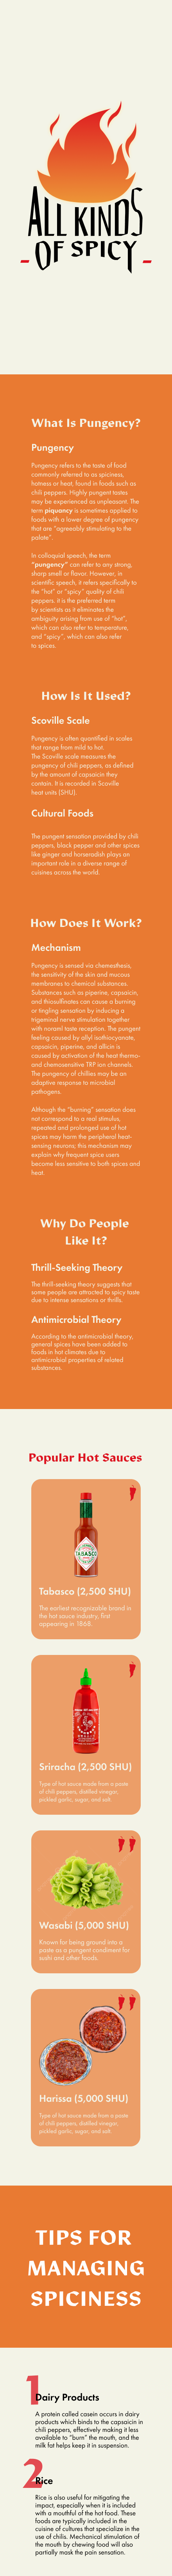 ALL KINDS
- OF SPICY -
What Is Pungency?
Pungency
Pungency refers to the taste of food
commonly referred to as spiciness,
hotness or heat, found in foods such as
chili peppers. Highly pungent tastes
may be experienced as unpleasant. The
term piquancy is sometimes applied to
foods with a lower degree of pungency
that are "agreeably stimulating to the
palate".
In colloquial speech, the term
"pungency" can refer to any strong,
sharp smell or flavor. However, in
scientific speech, it refers specifically to
the "hot" or "spicy" quality of chili
peppers. It is the preferred term
by scientists as it eliminates the
ambiguity arising from use of "hot",
which can also refer to temperature,
and "spicy", which can also refer
to spices.
How Is It Used?
Scoville Scale
Pungency is often quantified in scales
that range from mild to hot.
The Scoville scale measures the
pungency of chili peppers, as defined
by the amount of capsaicin they
contain. It is recorded in Scoville
heat units (SHU).
Cultural Foods
The pungent sensation provided by chili
peppers, black pepper and other spices
like ginger and horseradish plays an
important role in a diverse range of
cuisines across the world.
How Does It Work?
Mechanism
Pungency is sensed via chemesthesis,
the sensitivity of the skin and mucous
membranes to chemical substances.
Substances such as piperine, capsaicin,
and thiosulfinates can cause a burning
or tingling sensation by inducing a
trigeminal nerve stimulation together
with normal taste reception. The pungent
feeling caused by allyl isothiocyanate,
capsaicin, piperine, and allicin is
caused by activation of the heat thermo-
and chemosensitive TRP ion channels.
The pungency of chillies may be an
adaptive response to microbial
pathogens.
Although the "burning" sensation does
not correspond to a real stimulus,
repeated and prolonged use of hot
spices may harm the peripheral heat-
sensing neurons; this mechanism may
explain why frequent spice users
become less sensitive to both spices and
heat.
Why Do People
Like It?
Thrill-Seeking Theory
The thrill-seeking theory suggests that
some people are attracted to spicy taste
due to intense sensations or thrills.
Antimicrobial Theory
According to the antimicrobial theory,
general spices have been added to
foods in hot climates due to
antimicrobial properties of related
substances.
Popular Hot Sauces
TABASCO
Tabasco (2,500 SHU)
The earliest recognizable brand in
the hot sauce industry, first
appearing in 1868.
Sriracha (2,500 SHU)
Type of hot sauce made from a paste
of chili peppers, distilled vinegar,
pickled garlic, sugar, and salt.
Wasabi (5,000 SHU)
Known for being ground into a
paste as a pungent condiment for
sushi and other foods.
Harissa (5,000 SHU)
Type of hot sauce made from a paste
of chili peppers, distilled vinegar,
pickled garlic, sugar, and salt.
TIPS FOR
MANAGING
SPICINESS
1
Dairy Products
A protein called casein occurs in dairy
products which binds to the capsaicin in
chili peppers, effectively making it less
available to "burn" the mouth, and the
milk fat helps keep it in suspension.
2
Rice
Rice is also useful for mitigating the
impact, especially when it is included
with a mouthful of the hot food. These
foods are typically included in the
cuisine of cultures that specialize in the
use of chilis. Mechanical stimulation of
the mouth by chewing food will also
partially mask the pain sensation.